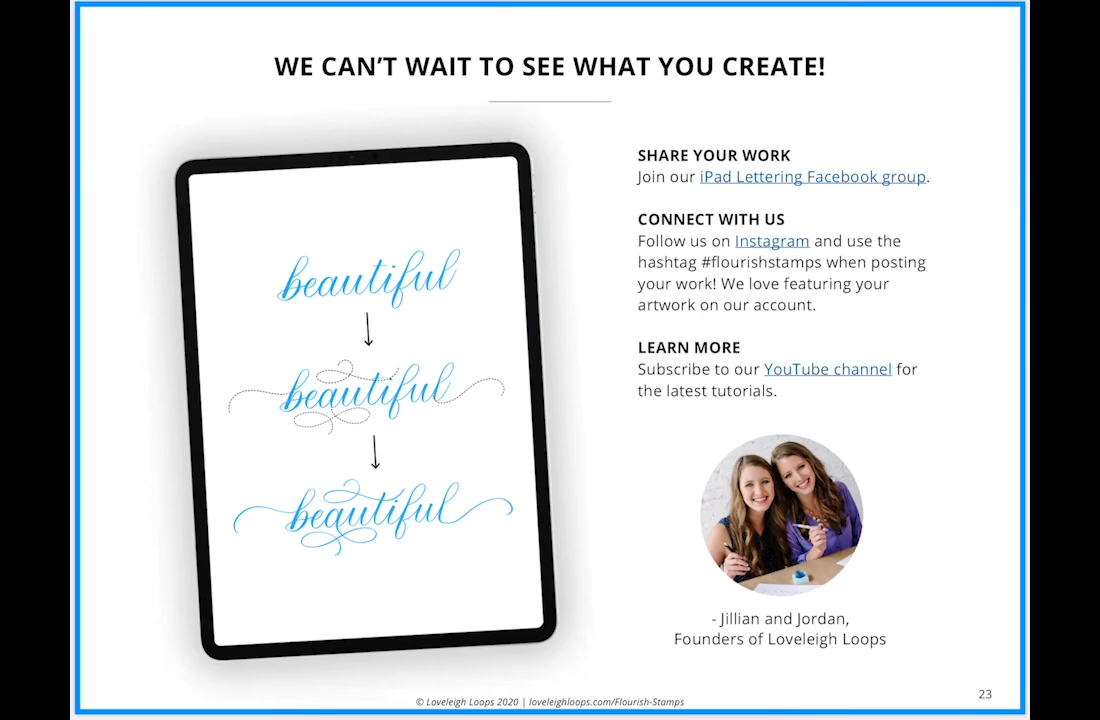 WE CAN'T WAIT TO SEE WHAT YOU CREATE!
beautiful
beautiful
beautiful
SHARE YOUR WORK
Join our iPad Lettering Facebook group.
CONNECT WITH US
Follow us on Instagram and use the
hashtag #flourishstamps when posting
your work! We love featuring your
artwork on our account.
LEARN MORE
Subscribe to our YouTube channel for
the latest tutorials.
- Jillian and Jordan,
Founders of Loveleigh Loops
© Loveleigh Loops 2020 | loveleighloops.com/Flourish-Stamps
23